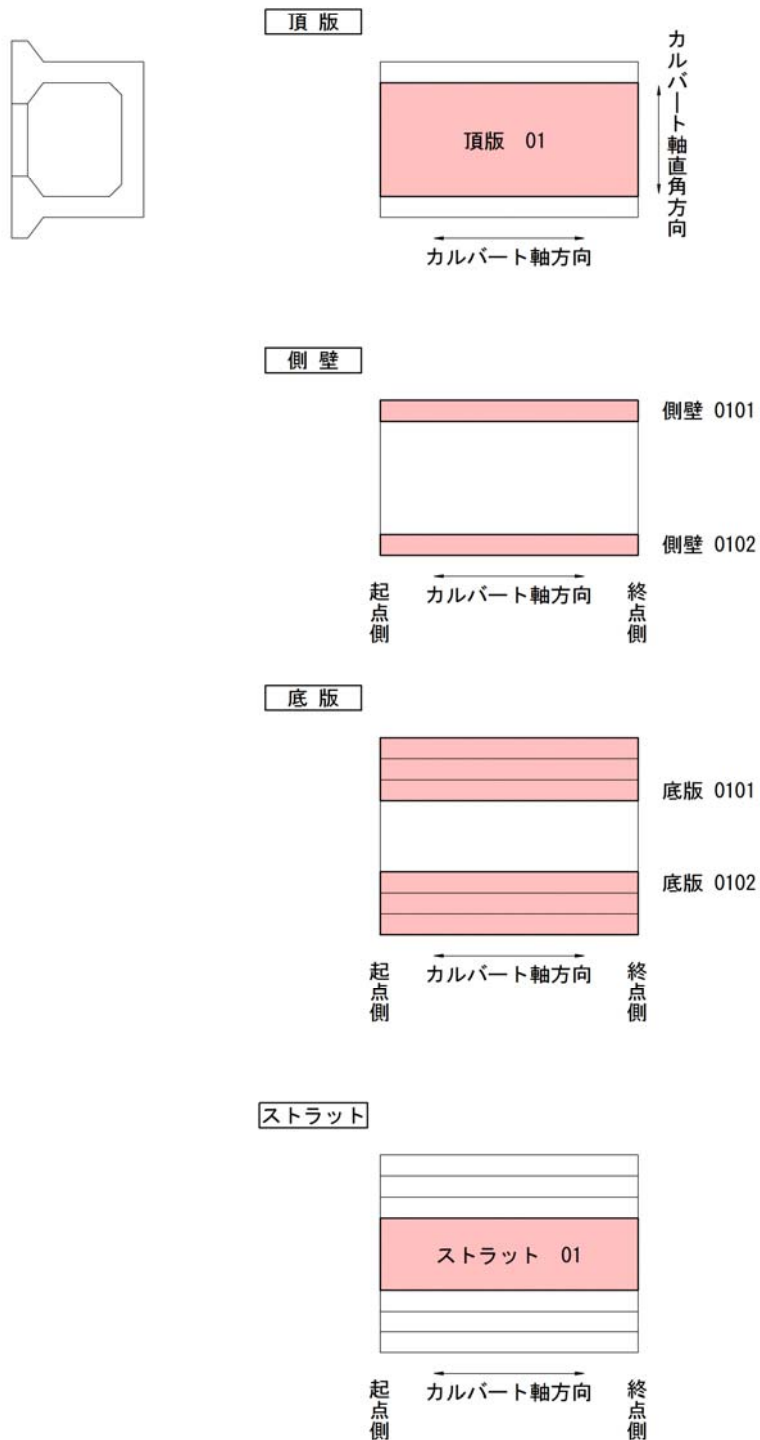 頂 版
カルバート軸直角方向
頂版 01
カルバート軸方向
側 壁
側壁 0101
側壁 0102
起点側
カルバート軸方向
終点側
底 版
底版 0101
底版 0102
起点側
カルバート軸方向
終点側
ストラット
ストラット 01
起点側
カルバート軸方向
終点側